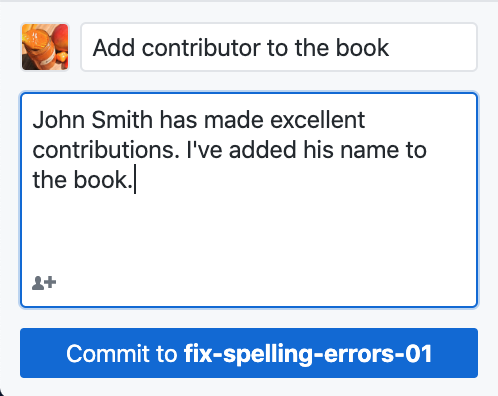 Add contributor to the book
John Smith has made excellent
contributions. I've added his name to
the book.
Commit to fix-spelling-errors-01